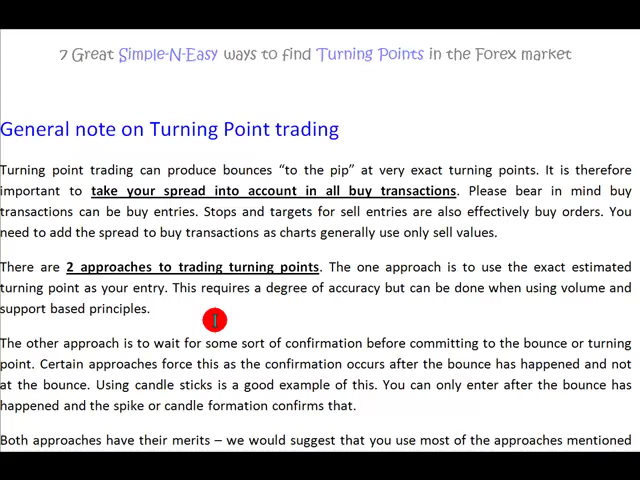 7 Great Simple-N-Easy ways to find Turning Points in the Forex market
General note on Turning Point trading
Turning point trading can produce bounces “to the pip” at very exact turning points. It is therefore
important to take your spread into account in all buy transactions. Please bear in mind buy
transactions can be buy entries. Stops and targets for sell entries are also effectively buy orders. You
need to add the spread to buy transactions as charts generally use only sell values.
There are 2 approaches to trading turning points. The one approach is to use the exact estimated
turning point as your entry. This requires a degree of accuracy but can be done when using volume and
support based principles.
The other approach is to wait for some sort of confirmation before committing to the bounce or turning
point. Certain approaches force this as the confirmation occurs after the bounce has happened and not
at the bounce. Using candle sticks is a good example of this. You can only enter after the bounce has
happened and the spike or candle formation confirms that.
Both approaches have their merits – we would suggest that you use most of the approaches mentioned